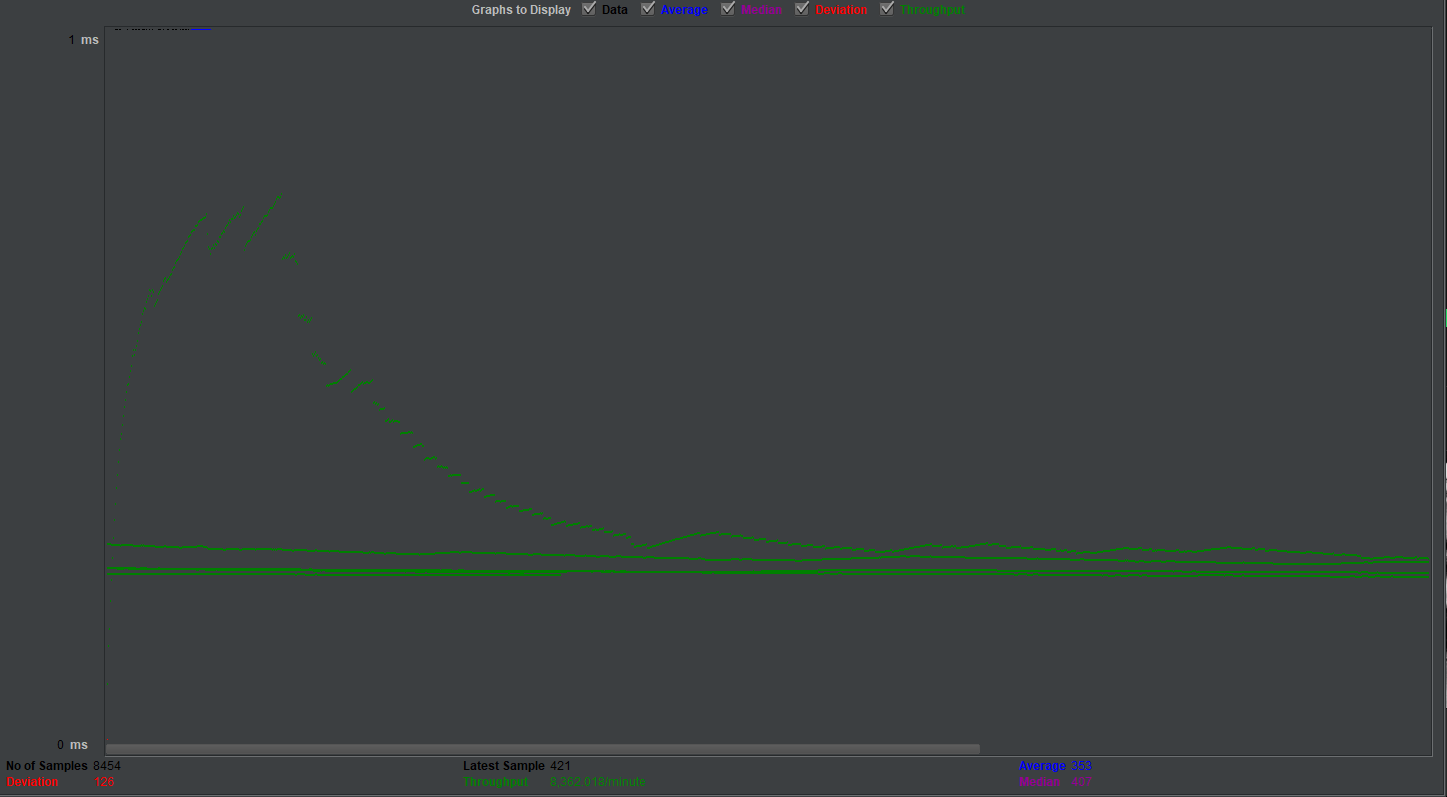 Graphs to Display Data Average Median Deviation Throughput
1 ms
0 ms
No of Samples 8454 Latest Sample 421 Average 353
Deviation 126 Throughput 8,362.018/minute Median